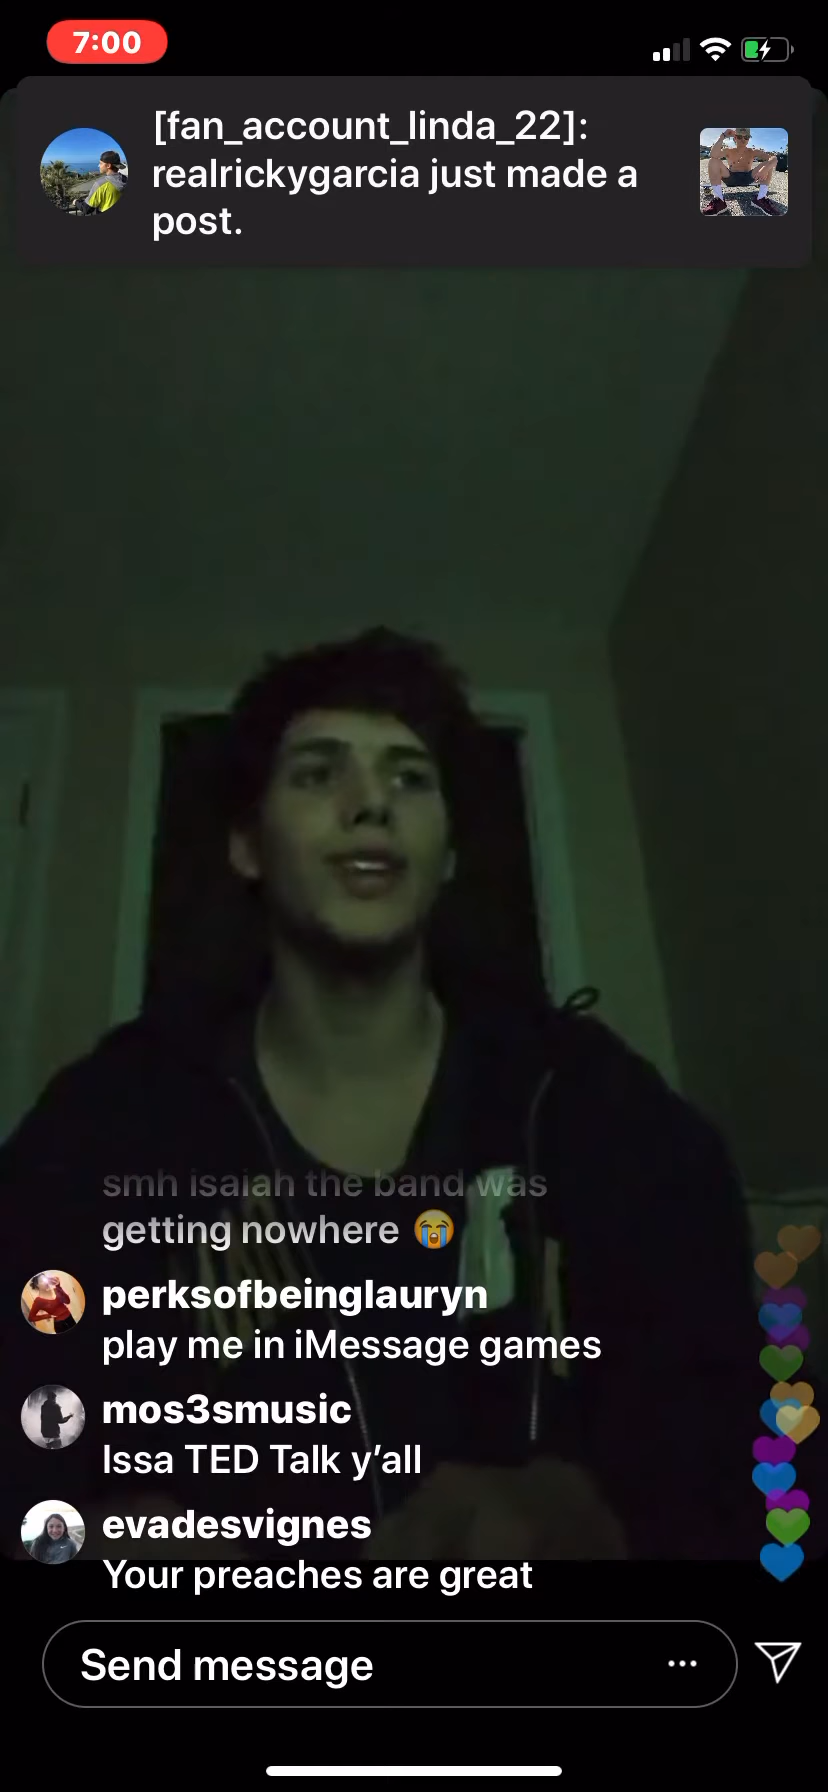 7:00
[fan_account_linda_22]:
realrickygarcia just made a
post.
smh isaiah the band was
getting nowhere 😭
perksofbeinglauryn
play me in iMessage games
mos3smusic
Issa TED Talk y’all
evadesvignes
Your preaches are great
Send message